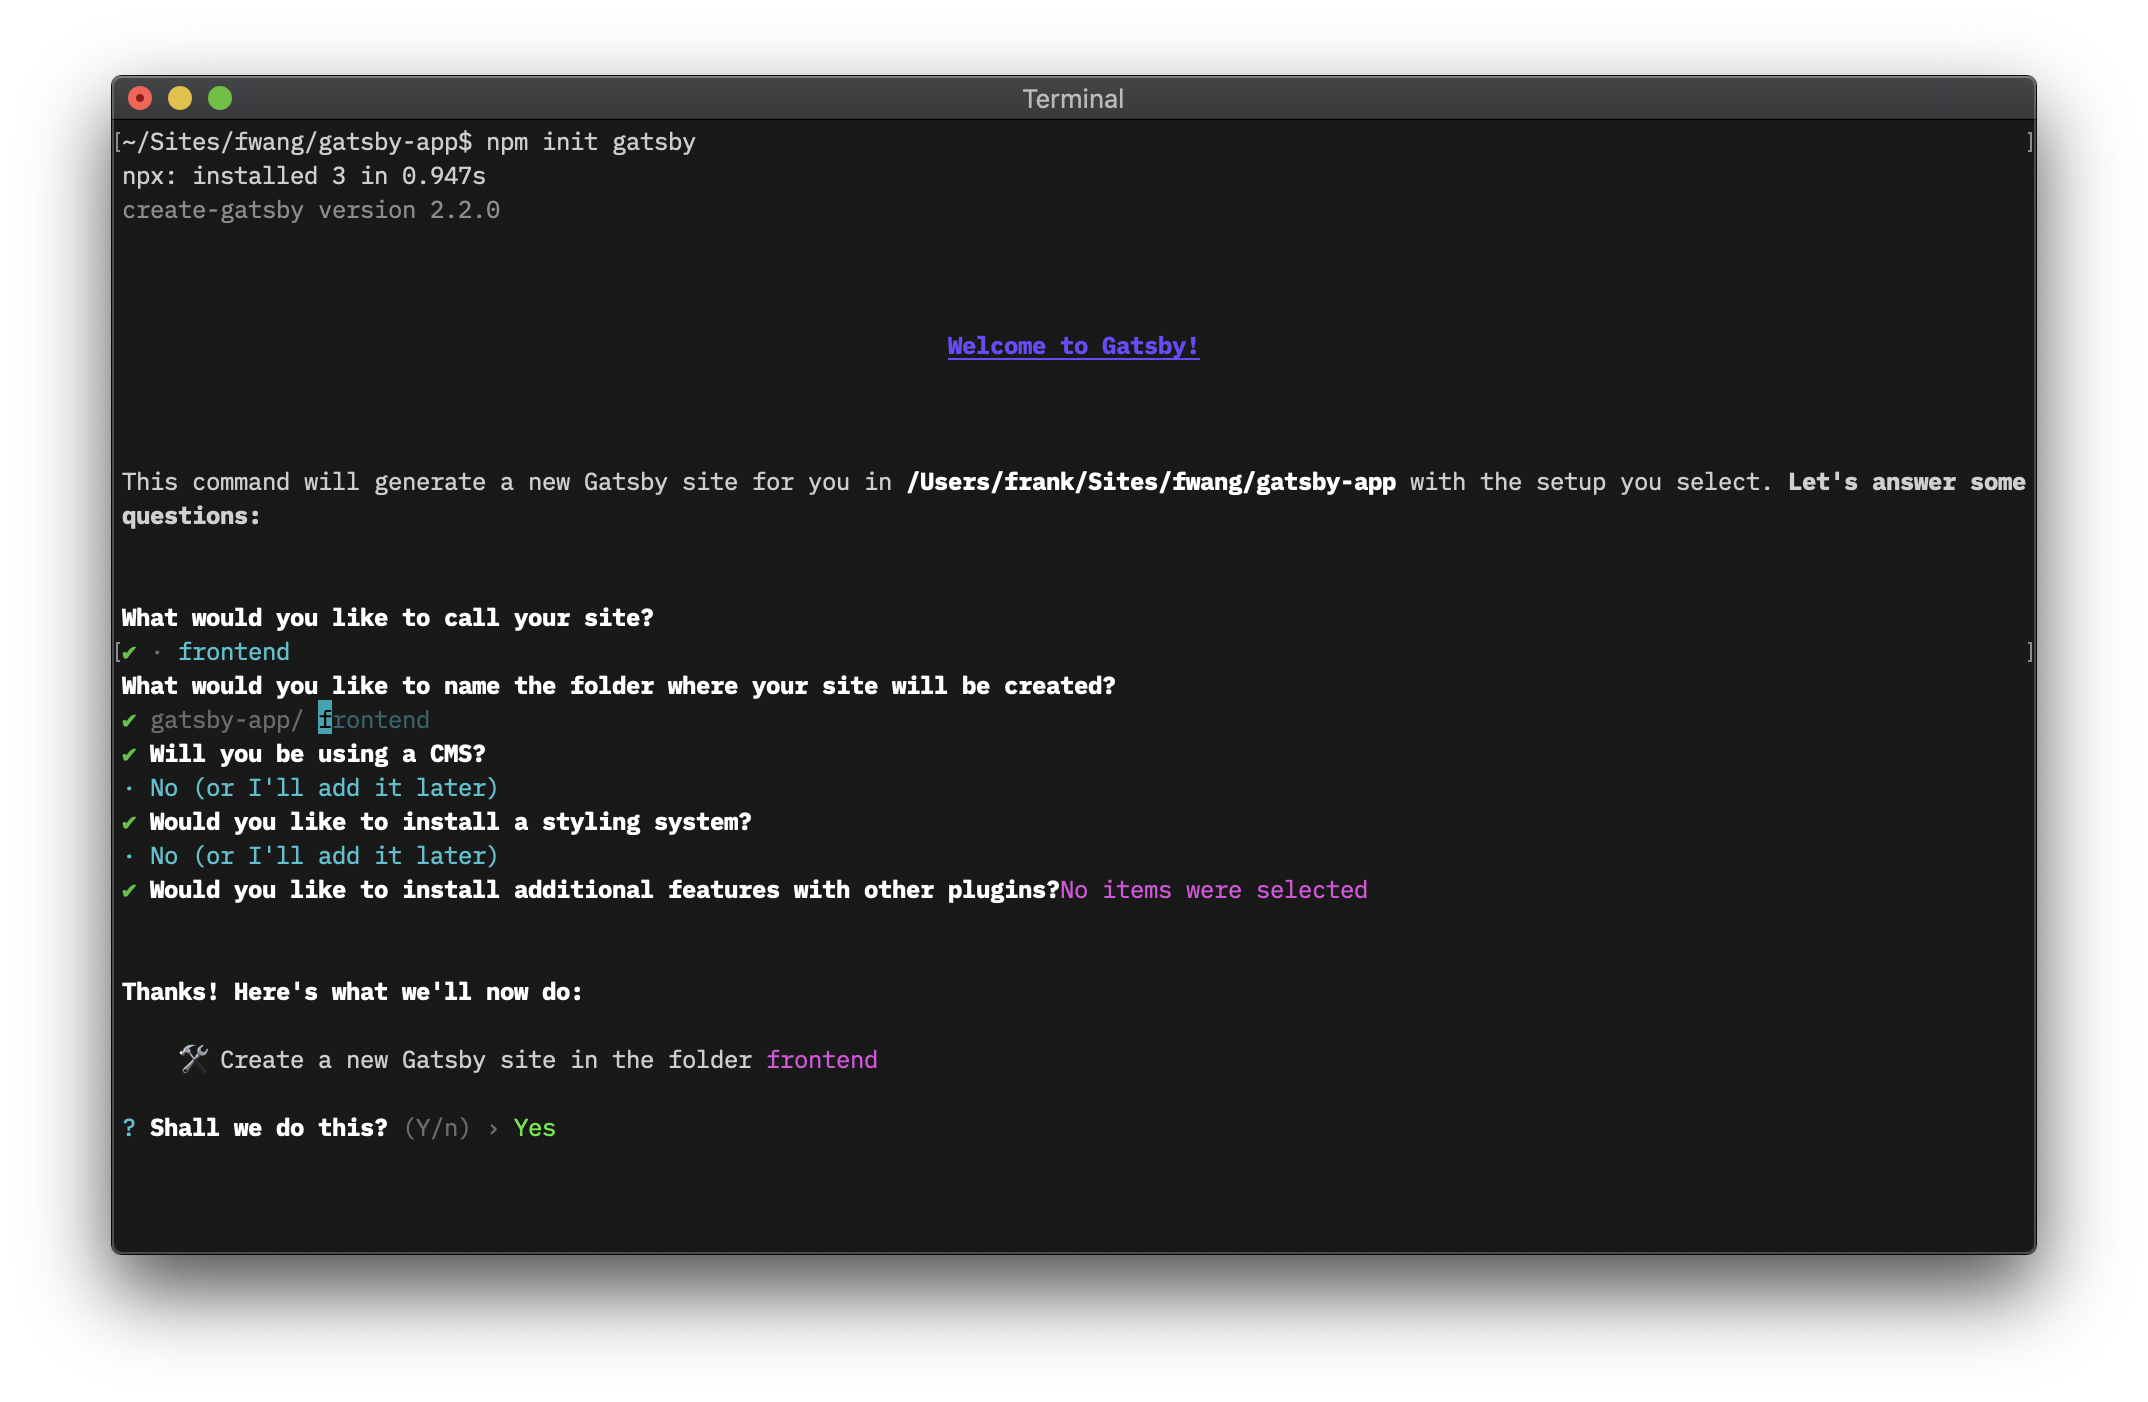 Terminal
[~/Sites/fwang/gatsby-app$ npm init gatsby ]
npx: installed 3 in 0.947s
create-gatsby version 2.2.0
Welcome to Gatsby!
This command will generate a new Gatsby site for you in /Users/frank/Sites/fwang/gatsby-app with the setup you select. Let's answer some
questions:
What would you like to call your site?
[✔ · frontend ]
What would you like to name the folder where your site will be created?
✔ gatsby-app/ frontend
✔ Will you be using a CMS?
· No (or I'll add it later)
✔ Would you like to install a styling system?
· No (or I'll add it later)
✔ Would you like to install additional features with other plugins?No items were selected
Thanks! Here's what we'll now do:
🛠 Create a new Gatsby site in the folder frontend
? Shall we do this? (Y/n) › Yes